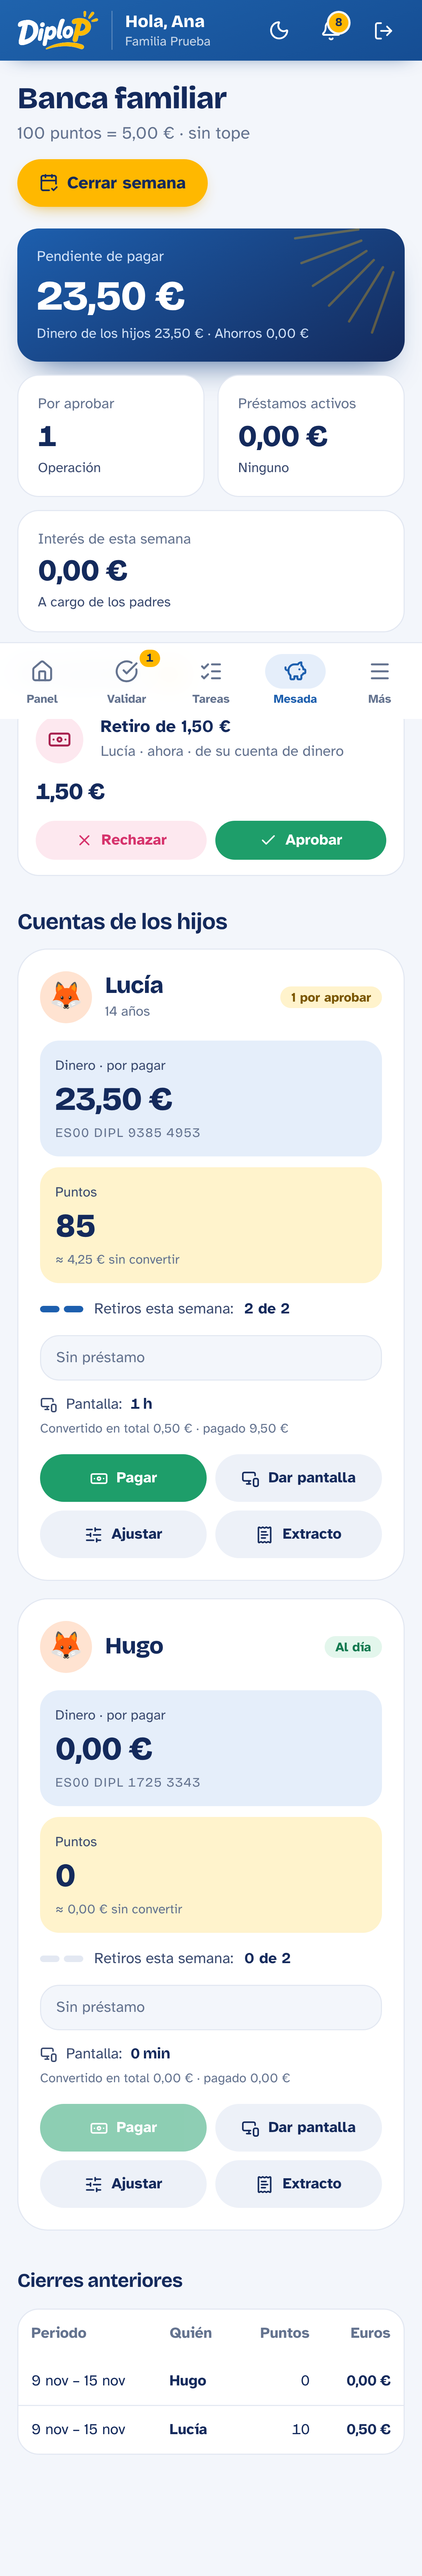 DiploP
Hola, Ana
Familia Prueba
8
Banca familiar
100 puntos = 5,00 € · sin tope
Cerrar semana
Pendiente de pagar
23,50 €
Dinero de los hijos 23,50 € · Ahorros 0,00 €
Por aprobar
1
Operación
Préstamos activos
0,00 €
Ninguno
Interés de esta semana
0,00 €
A cargo de los padres
1
Panel
Validar
Tareas
Mesada
Más
Retiro de 1,50 €
Lucía · ahora · de su cuenta de dinero
1,50 €
Rechazar
Aprobar
Cuentas de los hijos
Lucía
14 años
1 por aprobar
Dinero · por pagar
23,50 €
ES00 DIPL 9385 4953
Puntos
85
≈ 4,25 € sin convertir
Retiros esta semana: 2 de 2
Sin préstamo
Pantalla: 1 h
Convertido en total 0,50 € · pagado 9,50 €
Pagar
Dar pantalla
Ajustar
Extracto
Hugo
Al día
Dinero · por pagar
0,00 €
ES00 DIPL 1725 3343
Puntos
0
≈ 0,00 € sin convertir
Retiros esta semana: 0 de 2
Sin préstamo
Pantalla: 0 min
Convertido en total 0,00 € · pagado 0,00 €
Pagar
Dar pantalla
Ajustar
Extracto
Cierres anteriores
Periodo Quién Puntos Euros
9 nov – 15 nov Hugo 0 0,00 €
9 nov – 15 nov Lucía 10 0,50 €